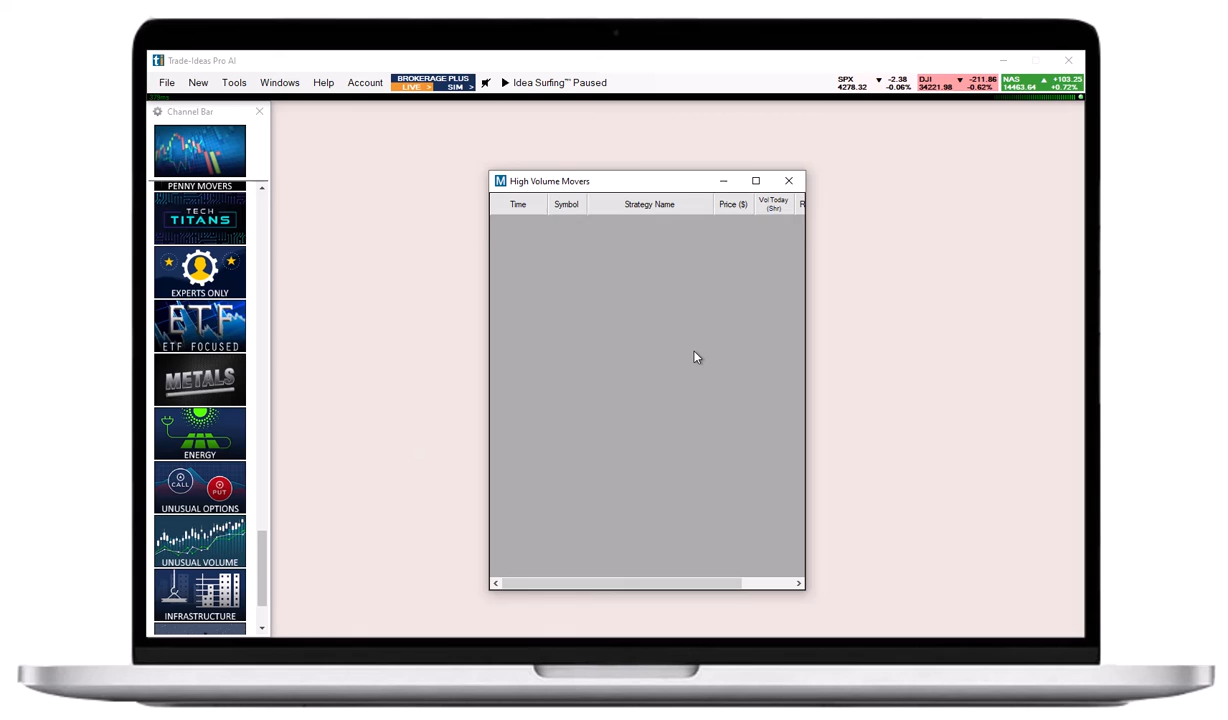 Trade-Ideas Pro AI
File New Tools Windows Help Account BROKERAGE PLUS LIVE > SIM > Idea Surfing™ Paused
SPX -2.38
4278.32 -0.06%
DJI -211.86
34221.98 -0.62%
NAS +103.25
14463.64 +0.72%
Channel Bar
PENNY MOVERS
TECH
TITANS
EXPERTS ONLY
ETF
ETF FOCUSED
METALS
ENERGY
CALL
PUT
UNUSUAL OPTIONS
UNUSUAL VOLUME
INFRASTRUCTURE
M High Volume Movers
Time Symbol Strategy Name Price ($) Vol Today (Shr) R